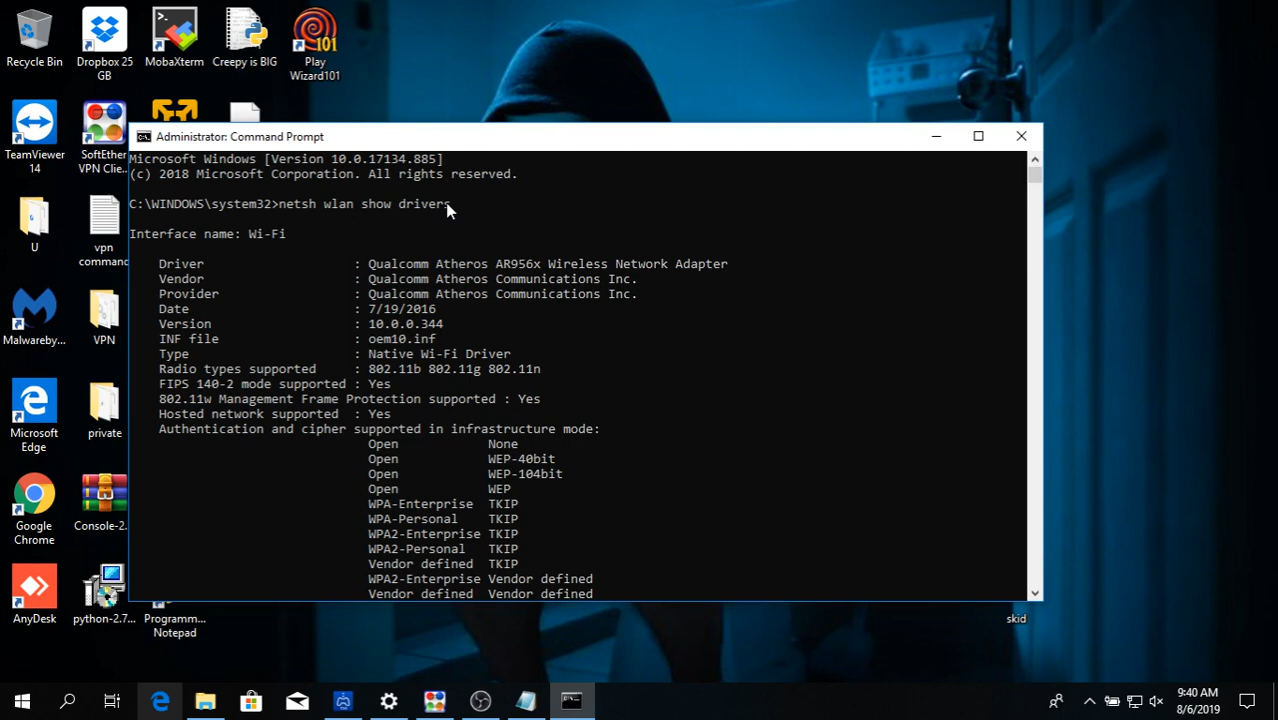 Recycle Bin
Dropbox 25
GB
MobaXterm
Creepy is BIG
101
Play
Wizard101
TeamViewer
14
SoftEther
VPN Clie...
U
vpn
command
Malwareby...
VPN
Microsoft
Edge
private
Google
Chrome
Console-2...
AnyDesk
python-2.7...
Programm...
Notepad
skid
Administrator: Command Prompt
Microsoft Windows [Version 10.0.17134.885]
(c) 2018 Microsoft Corporation. All rights reserved.
C:\WINDOWS\system32>netsh wlan show drivers
Interface name: Wi-Fi
Driver : Qualcomm Atheros AR956x Wireless Network Adapter
Vendor : Qualcomm Atheros Communications Inc.
Provider : Qualcomm Atheros Communications Inc.
Date : 7/19/2016
Version : 10.0.0.344
INF file : oem10.inf
Type : Native Wi-Fi Driver
Radio types supported : 802.11b 802.11g 802.11n
FIPS 140-2 mode supported : Yes
802.11w Management Frame Protection supported : Yes
Hosted network supported : Yes
Authentication and cipher supported in infrastructure mode:
Open None
Open WEP-40bit
Open WEP-104bit
Open WEP
WPA-Enterprise TKIP
WPA-Personal TKIP
WPA2-Enterprise TKIP
WPA2-Personal TKIP
Vendor defined TKIP
WPA2-Enterprise Vendor defined
Vendor defined Vendor defined
9:40 AM
8/6/2019